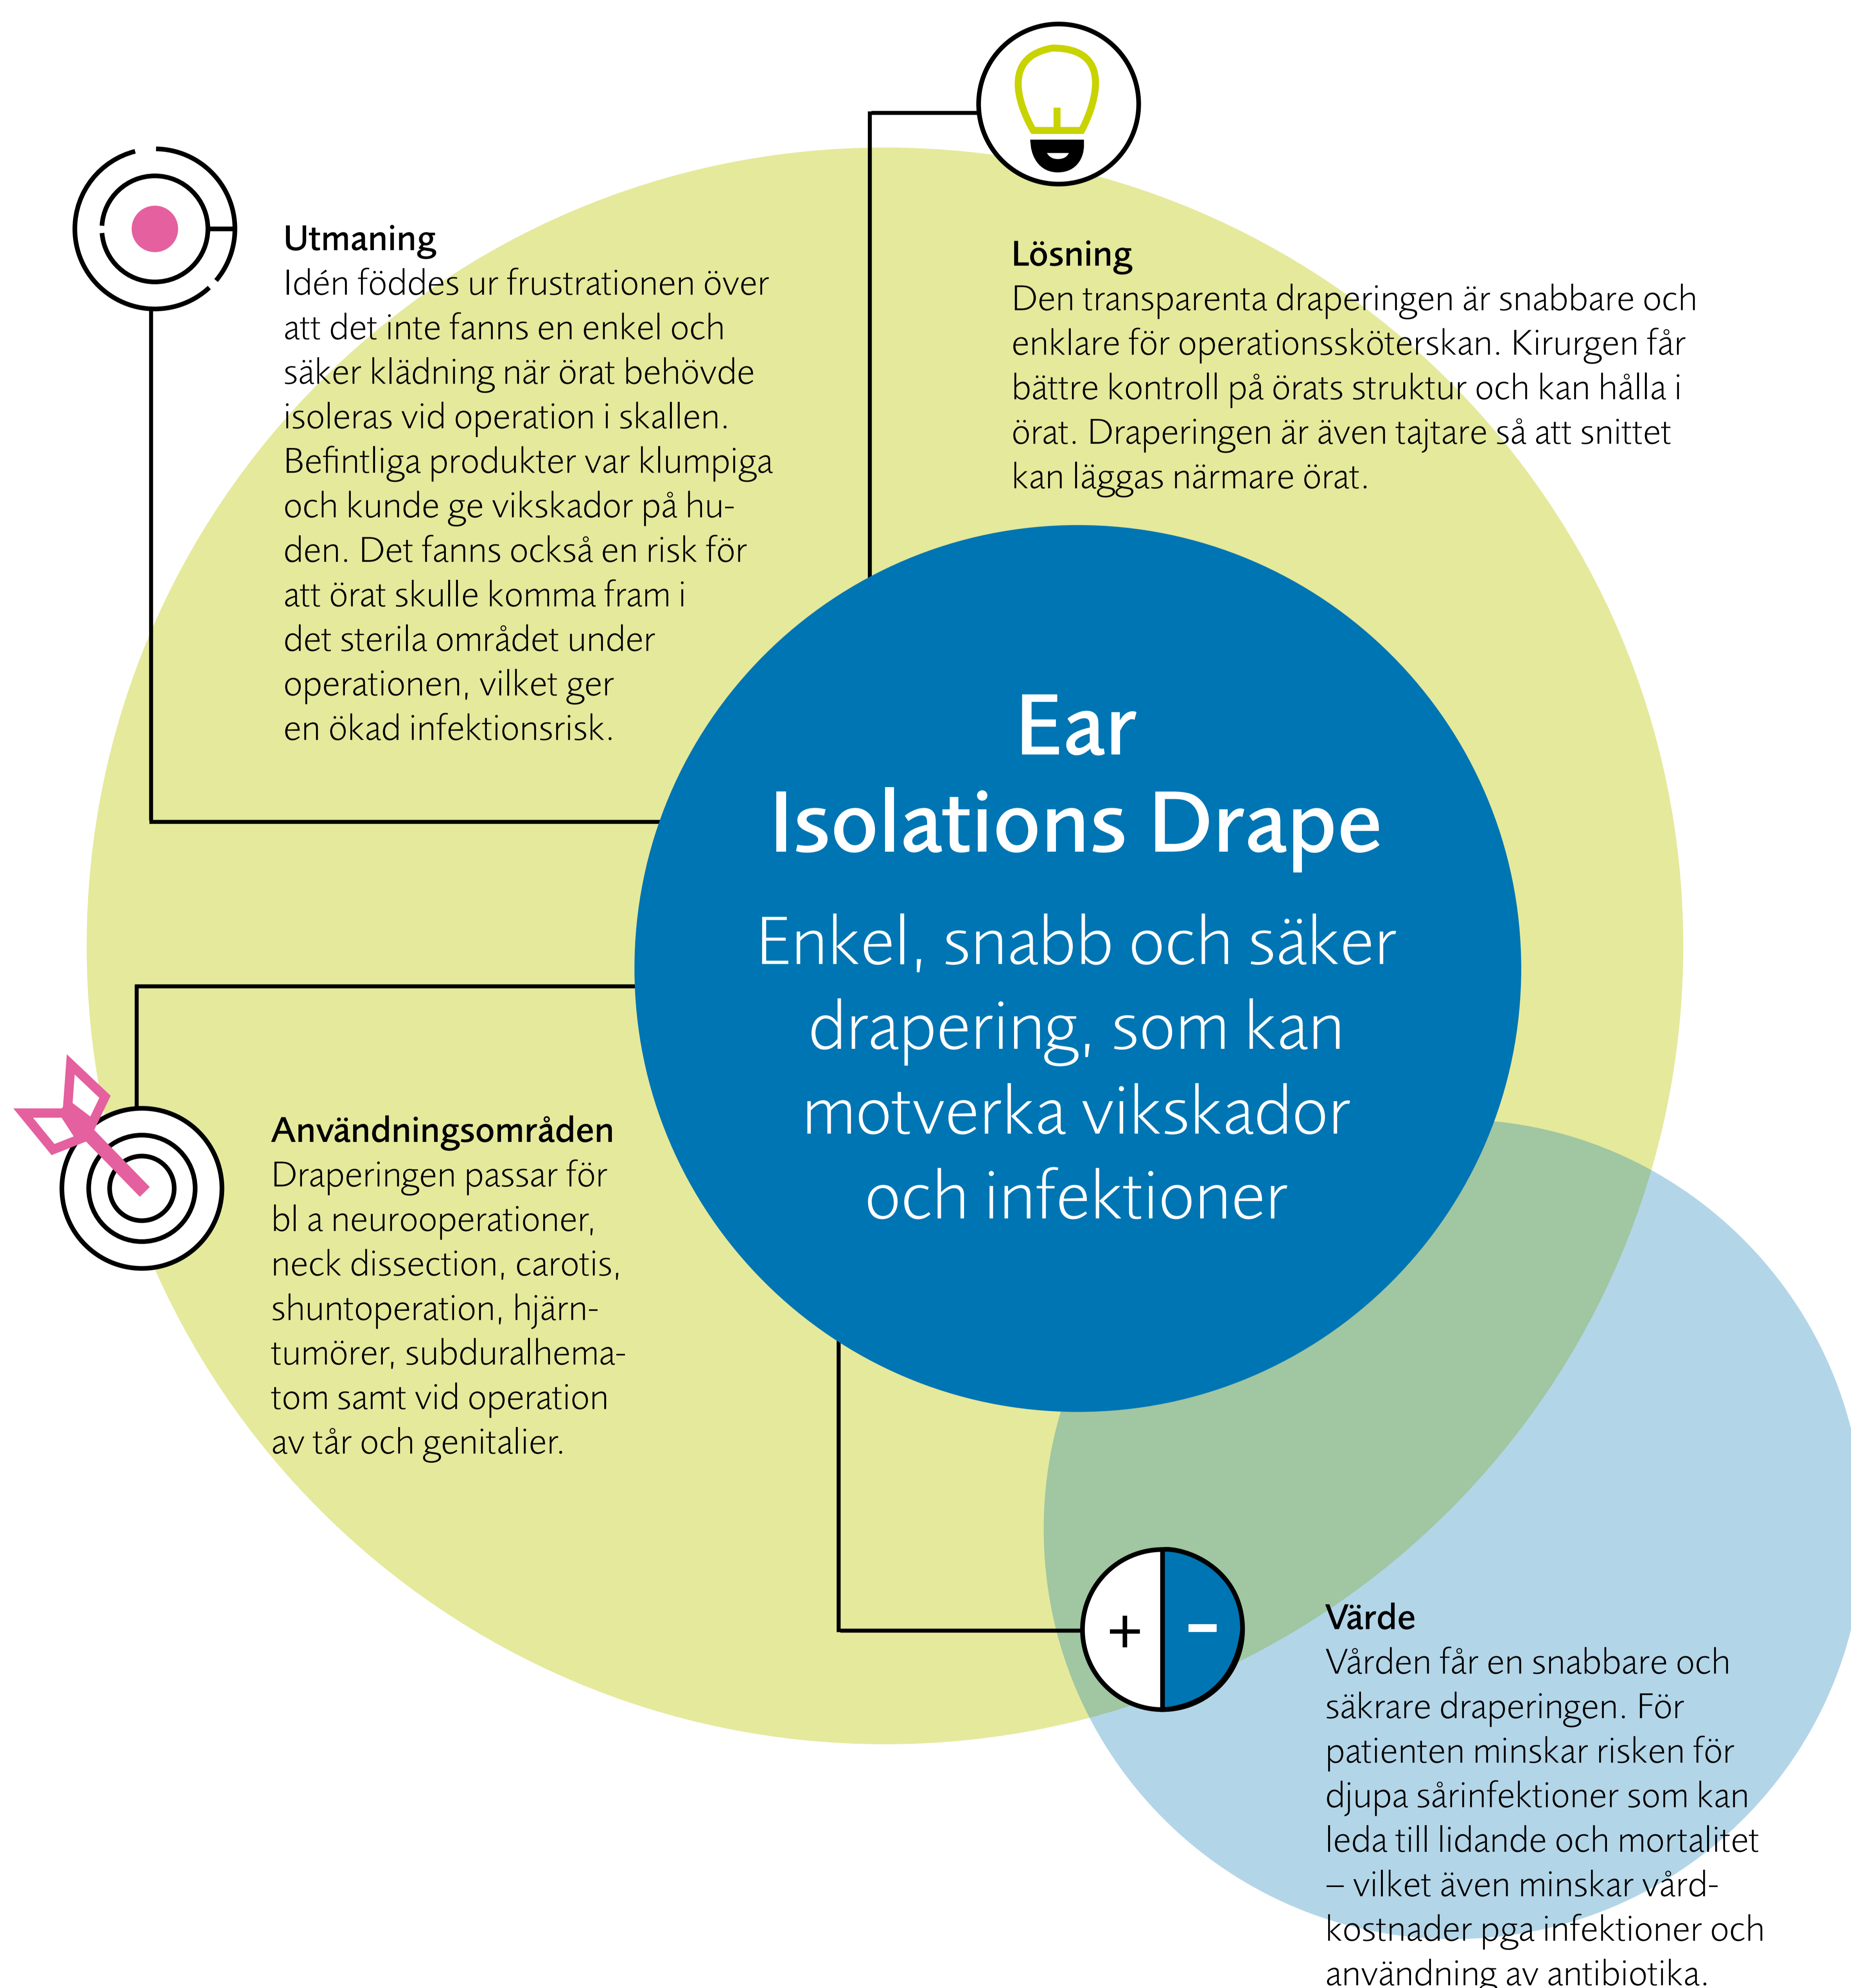 Utmaning
Idén föddes ur frustrationen över
att det inte fanns en enkel och
säker klädning när örat behövde
isoleras vid operation i skallen.
Befintliga produkter var klumpiga
och kunde ge vikskador på hu-
den. Det fanns också en risk för
att örat skulle komma fram i
det sterila området under
operationen, vilket ger
en ökad infektionsrisk.
Lösning
Den transparenta draperingen är snabbare och
enklare för operationssköterskan. Kirurgen får
bättre kontroll på örats struktur och kan hålla i
örat. Draperingen är även tajtare så att snittet
kan läggas närmare örat.
Ear
Isolations Drape
Enkel, snabb och säker
drapering, som kan
motverka vikskador
och infektioner
Användningsområden
Draperingen passar för
bl a neurooperationer,
neck dissection, carotis,
shuntoperation, hjärn-
tumörer, subduralhema-
tom samt vid operation
av tår och genitalier.
+ –
Värde
Vården får en snabbare och
säkrare draperingen. För
patienten minskar risken för
djupa sårinfektioner som kan
leda till lidande och mortalitet
– vilket även minskar vård-
kostnader pga infektioner och
användning av antibiotika.